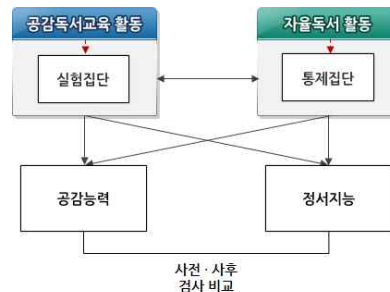 공감독서교육 활동
자율독서 활동
실험집단
통제집단
공감능력
정서지능
사전 · 사후
검사 비교